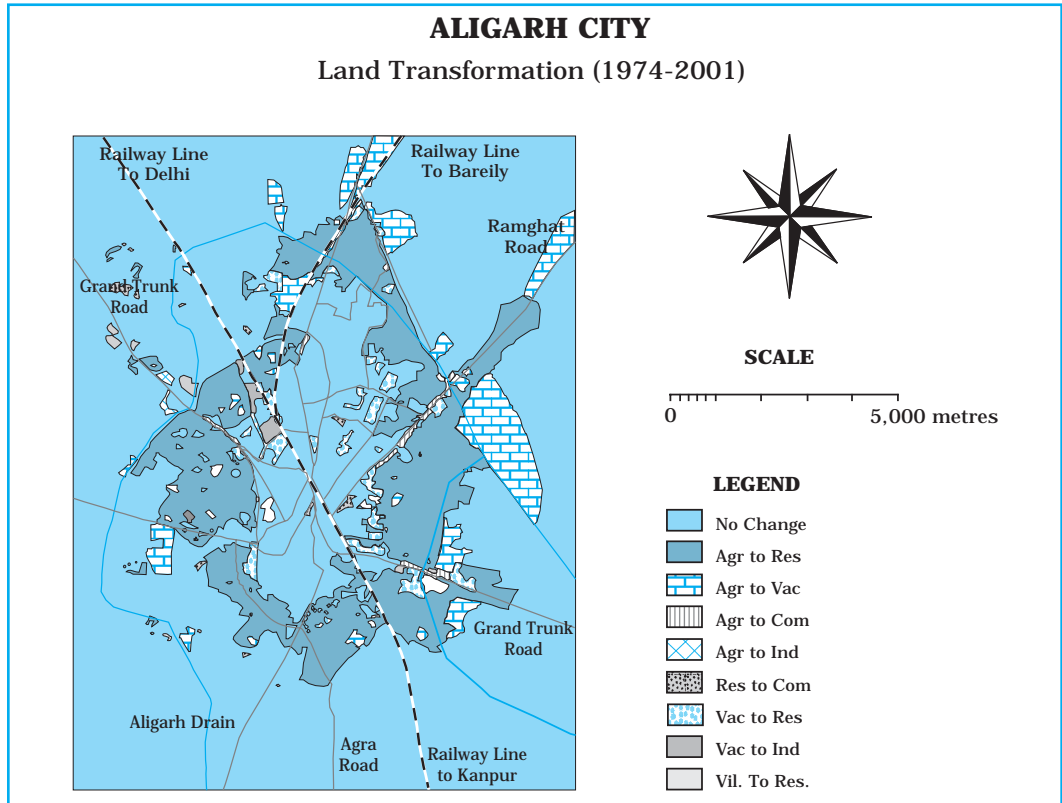 ALIGARH CITY
Land Transformation (1974-2001)
Railway Line
To Delhi
Railway Line
To Bareily
Ramghat
Road
Grand Trunk
Road
Grand Trunk
Road
Aligarh Drain
Agra
Road
Railway Line
to Kanpur
SCALE
0 5,000 metres
LEGEND
No Change
Agr to Res
Agr to Vac
Agr to Com
Agr to Ind
Res to Com
Vac to Res
Vac to Ind
Vil. To Res.